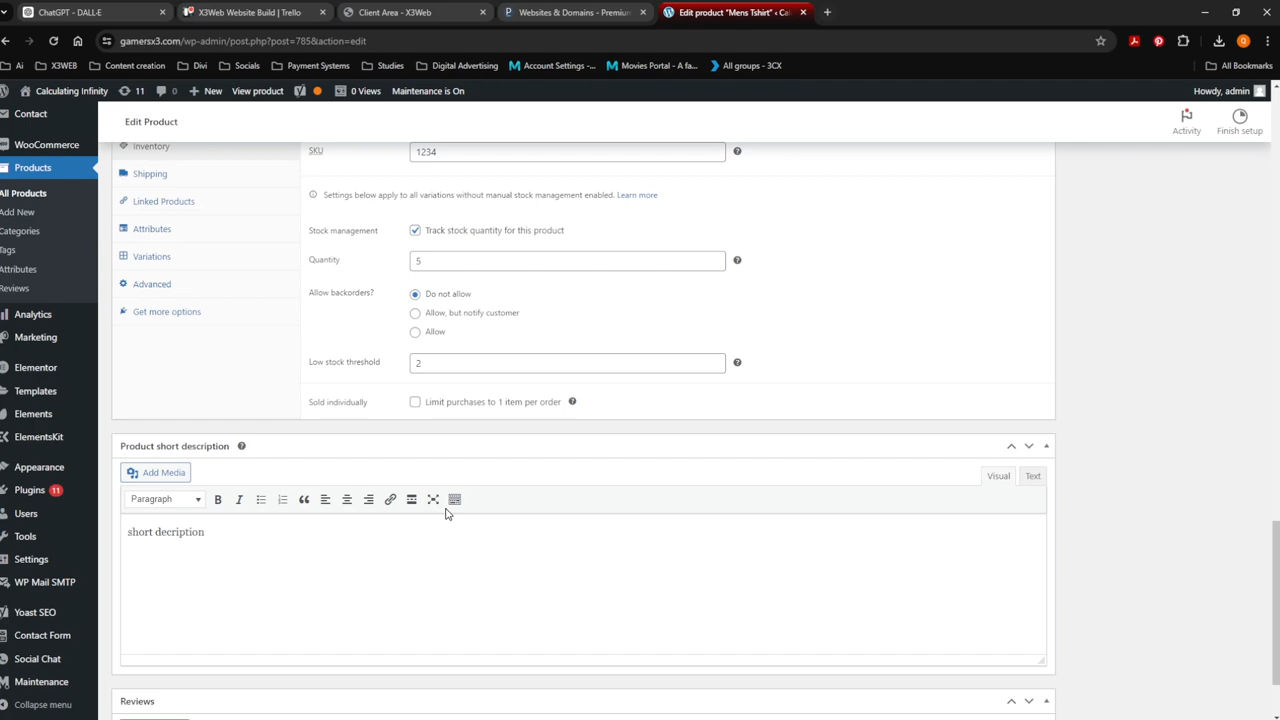 ChatGPT - DALL-E
X3Web Website Build | Trello
Client Area - X3Web
Websites & Domains - Premium
Edit product "Mens Tshirt" ‹ Cal
gamersx3.com/wp-admin/post.php?post=785&action=edit
Ai
X3WEB
Content creation
Divi
Socials
Payment Systems
Studies
Digital Advertising
Account Settings -...
Movies Portal - A fa...
All groups - 3CX
All Bookmarks
Calculating Infinity
11
0
New
View product
0 Views
Maintenance is On
Howdy, admin
Contact
WooCommerce
Products
All Products
Add New
Categories
Tags
Attributes
Reviews
Analytics
Marketing
Elementor
Templates
Elements
ElementsKit
Appearance
Plugins 11
Users
Tools
Settings
WP Mail SMTP
Yoast SEO
Contact Form
Social Chat
Maintenance
Collapse menu
Edit Product
Activity
Finish setup
Inventory
Shipping
Linked Products
Attributes
Variations
Advanced
Get more options
SKU
1234
Settings below apply to all variations without manual stock management enabled. Learn more
Stock management
Track stock quantity for this product
Quantity
5
Allow backorders?
Do not allow
Allow, but notify customer
Allow
Low stock threshold
2
Sold individually
Limit purchases to 1 item per order
Product short description
Add Media
Visual
Text
Paragraph
B
I
short decription
Reviews